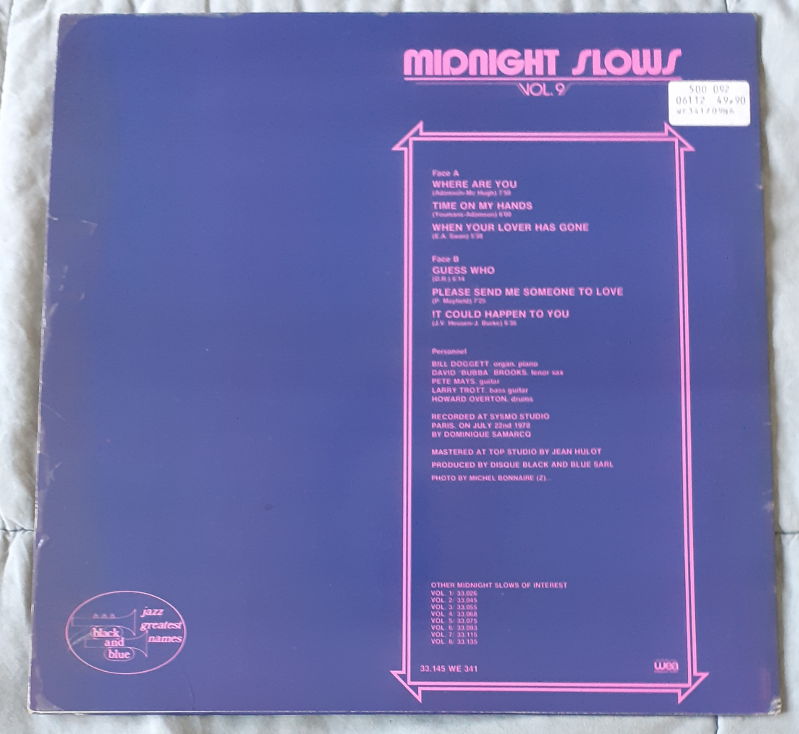 MIDNIGHT SLOWS
VOL. 9
500 092
06112 49,90
Face A
WHERE ARE YOU
(Adamson-Mc Hugh)
TIME ON MY HANDS
(Youmans-Adamson) 6'00
WHEN YOUR LOVER HAS GONE
(E.A. Swan)
Face B
GUESS WHO
(D.R.) 6'14
PLEASE SEND ME SOMEONE TO LOVE
(P. Mayfield) 7'25
IT COULD HAPPEN TO YOU
(J.V. Heusen-J. Burke)
Personnel
BILL DOGGETT, organ, piano
DAVID "BUBBA" BROOKS, tenor sax
PETE MAYS, guitar
LARRY TROTT, bass guitar
HOWARD OVERTON, drums
RECORDED AT SYSMO STUDIO
PARIS, ON JULY 22nd 1978
BY DOMINIQUE SAMARCQ
MASTERED AT TOP STUDIO BY JEAN HULOT
PRODUCED BY DISQUE BLACK AND BLUE SARL
PHOTO BY MICHEL BONNAIRE (Z)
OTHER MIDNIGHT SLOWS OF INTEREST
VOL. 1/ 33.026
VOL. 2/ 33.045
VOL. 3/ 33.055
VOL. 4/ 33.068
VOL. 5/ 33.075
VOL. 6/ 33.093
VOL. 7/ 33.115
VOL. 8/ 33.135
33.145 WE 341
wea
black
and
blue
jazz
greatest
names